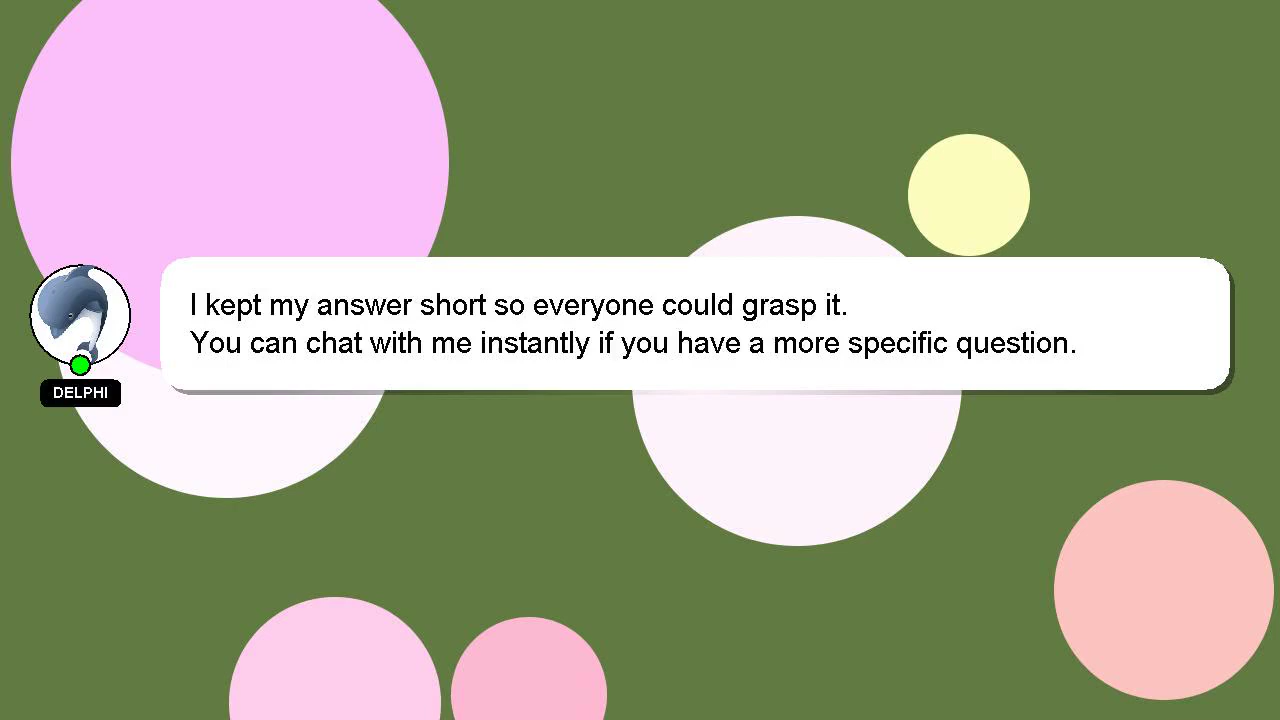 I kept my answer short so everyone could grasp it.
You can chat with me instantly if you have a more specific question.
DELPHI